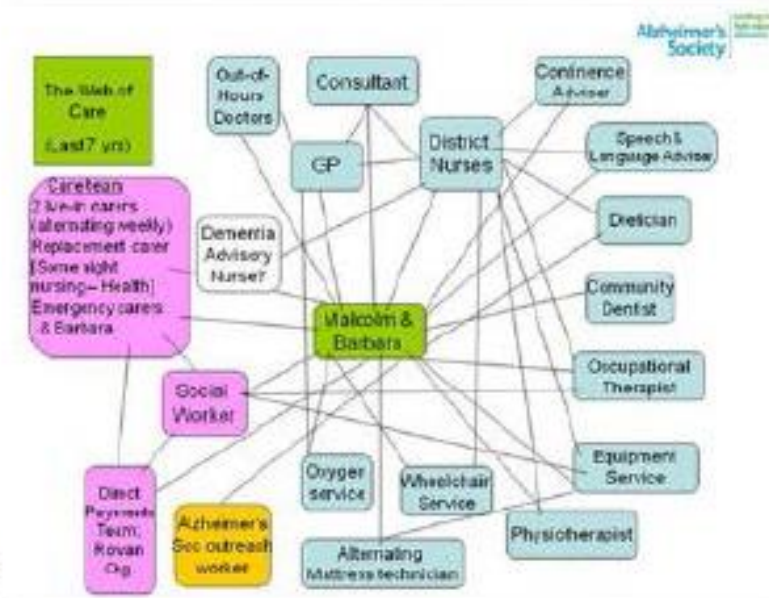 Alzheimer's
Society
The Web of
Care
(Last 7 yrs)
Out-of-
Hours
Doctors
Consultant
GP
District
Nurses
Continence
Adviser
Speech &
Language Adviser
Dietician
Community
Dentist
Occupational
Therapist
Equipment
Service
Physiotherapist
Wheelchair
Service
Alternating
Mattress technician
Oxygen
service
Alzheimer's
Soc outreach
worker
Direct
Payments
Team;
Rowan
Org
Social
Worker
Careteam
2 live-in carers
(alternating weekly)
Replacement carer
[Some night
nursing – Health]
Emergency carers
& Barbara
Dementia
Advisory
Nurse?
Malcolm &
Barbara